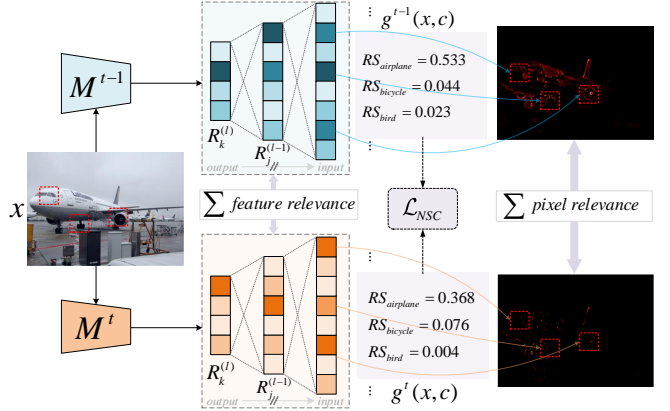 ⋮ g^{t-1}(x,c)
M^{t-1}
RS_{airplane} = 0.533
RS_{bicycle} = 0.044
RS_{bird} = 0.023
⋮
R_k^{(l)}
R_j^{(l-1)}
output // input
x
∑ feature relevance
ℒ_{NSC}
∑ pixel relevance
⋮
M^t
RS_{airplane} = 0.368
RS_{bicycle} = 0.076
RS_{bird} = 0.004
R_k^{(l)}
R_j^{(l-1)}
output // input
⋮ g^t(x,c)